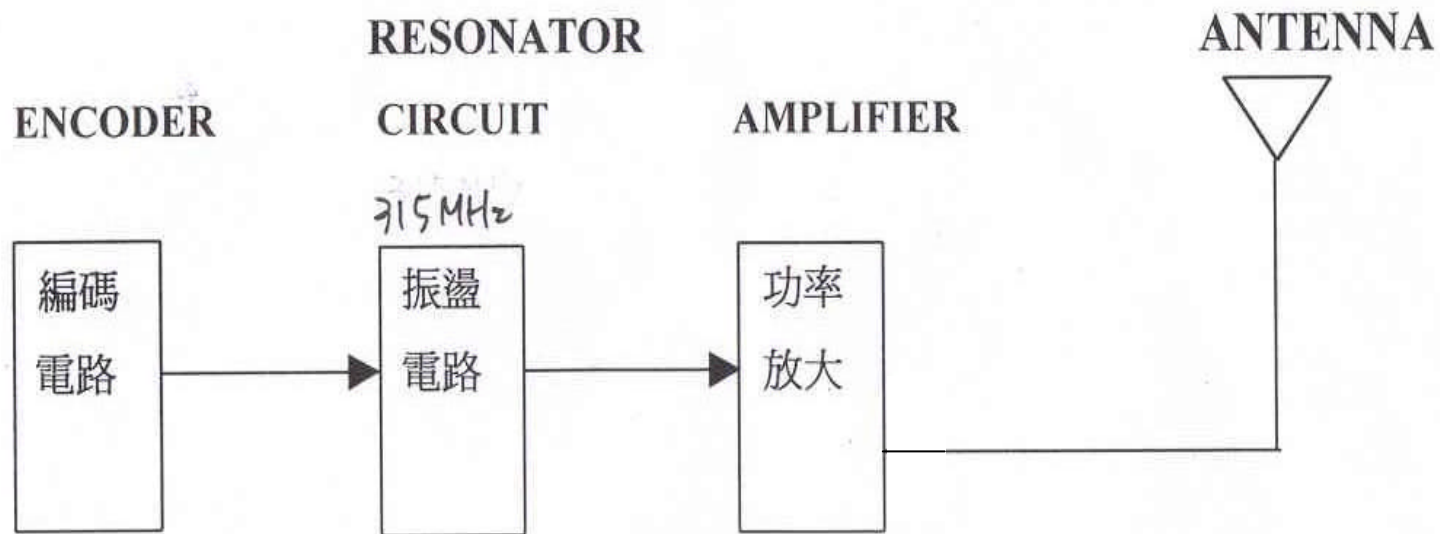 RESONATOR
ANTENNA
ENCODER
CIRCUIT
AMPLIFIER
315MHz
編碼
電路
振盪
電路
功率
放大